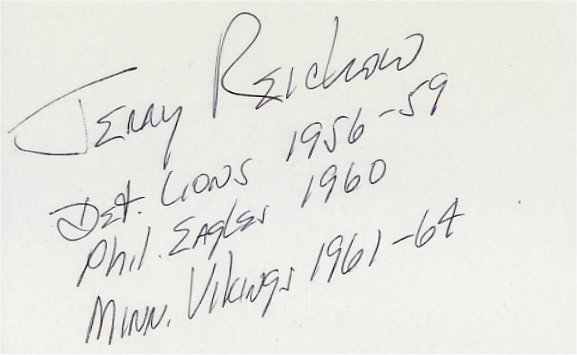 Jerry Reichow
Det. Lions 1956-59
Phil. Eagles 1960
Minn. Vikings 1961-64